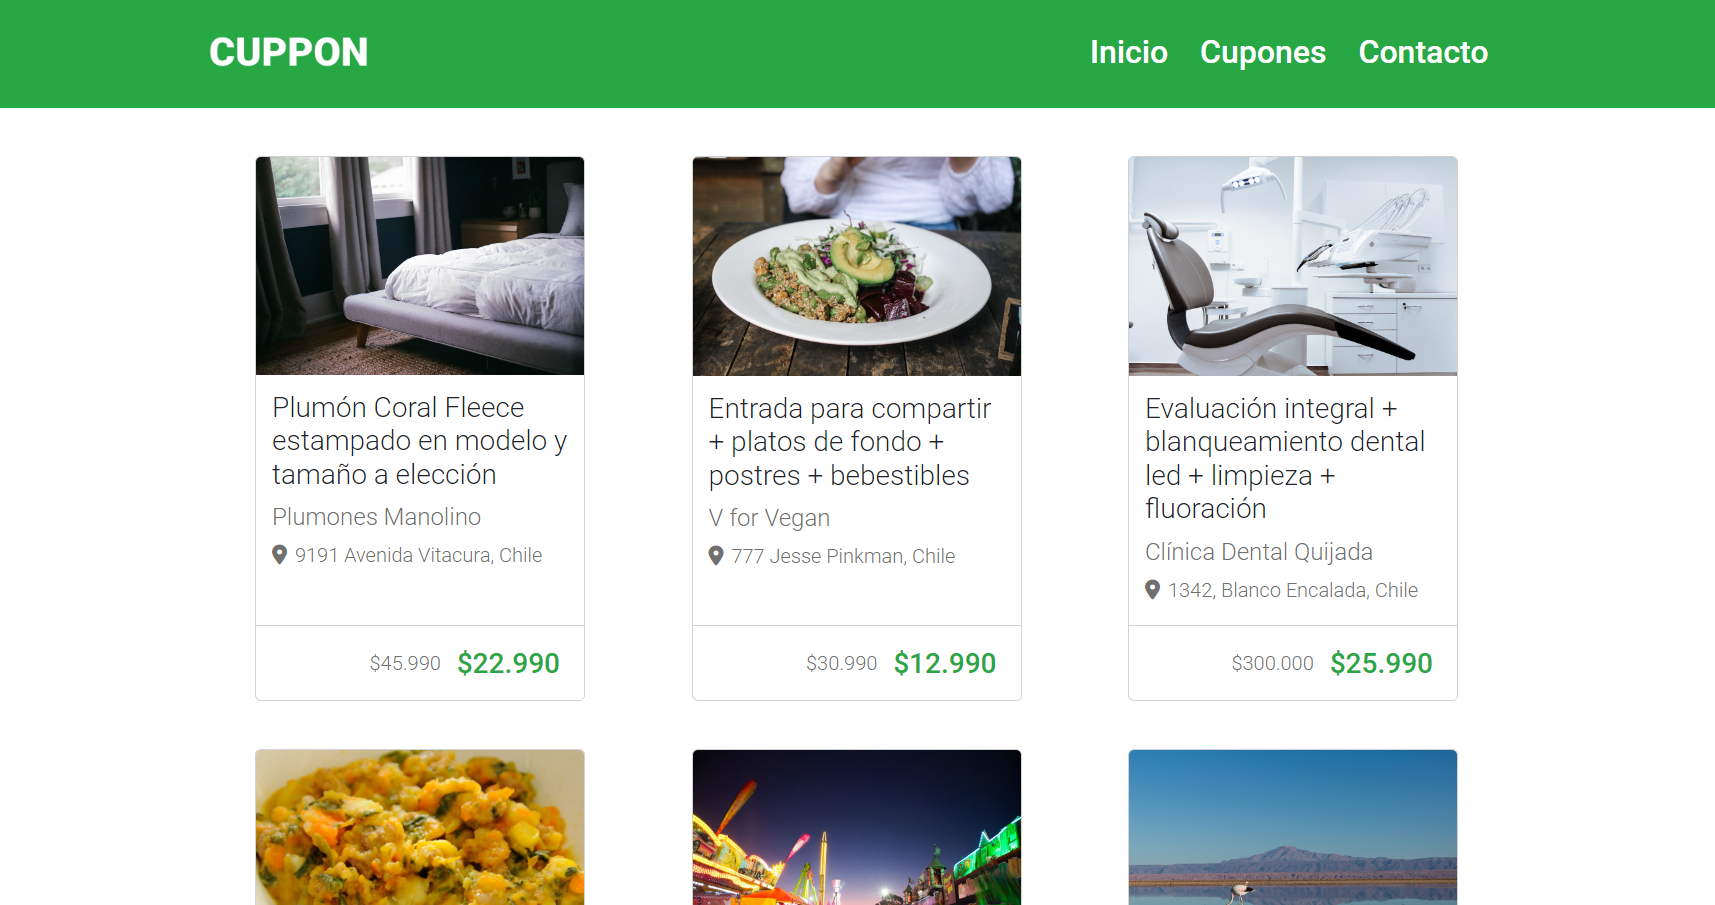 CUPPON
Inicio Cupones Contacto
Plumón Coral Fleece
estampado en modelo y
tamaño a elección
Plumones Manolino
9191 Avenida Vitacura, Chile
$45.990 $22.990
Entrada para compartir
+ platos de fondo +
postres + bebestibles
V for Vegan
777 Jesse Pinkman, Chile
$30.990 $12.990
Evaluación integral +
blanqueamiento dental
led + limpieza +
fluoración
Clínica Dental Quijada
1342, Blanco Encalada, Chile
$300.000 $25.990